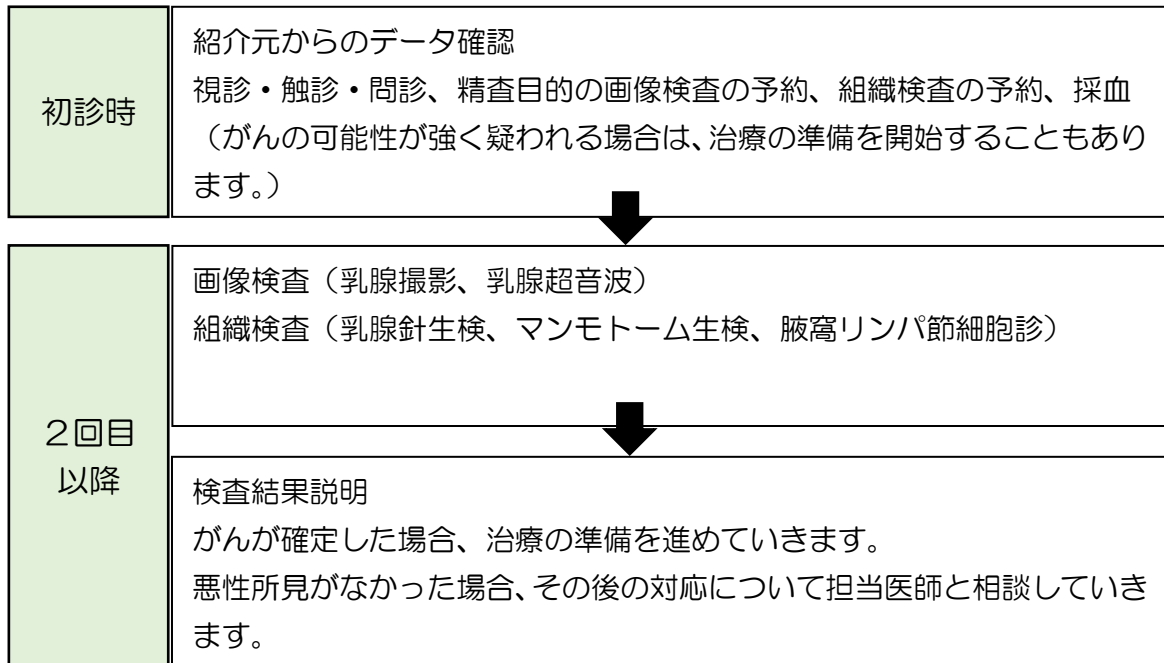 初診時
紹介元からのデータ確認
視診・触診・問診、精査目的の画像検査の予約、組織検査の予約、採血
（がんの可能性が強く疑われる場合は、治療の準備を開始することもあり
ます。）
２回目
以降
画像検査（乳腺撮影、乳腺超音波）
組織検査（乳腺針生検、マンモトーム生検、腋窩リンパ節細胞診）
検査結果説明
がんが確定した場合、治療の準備を進めていきます。
悪性所見がなかった場合、その後の対応について担当医師と相談していき
ます。